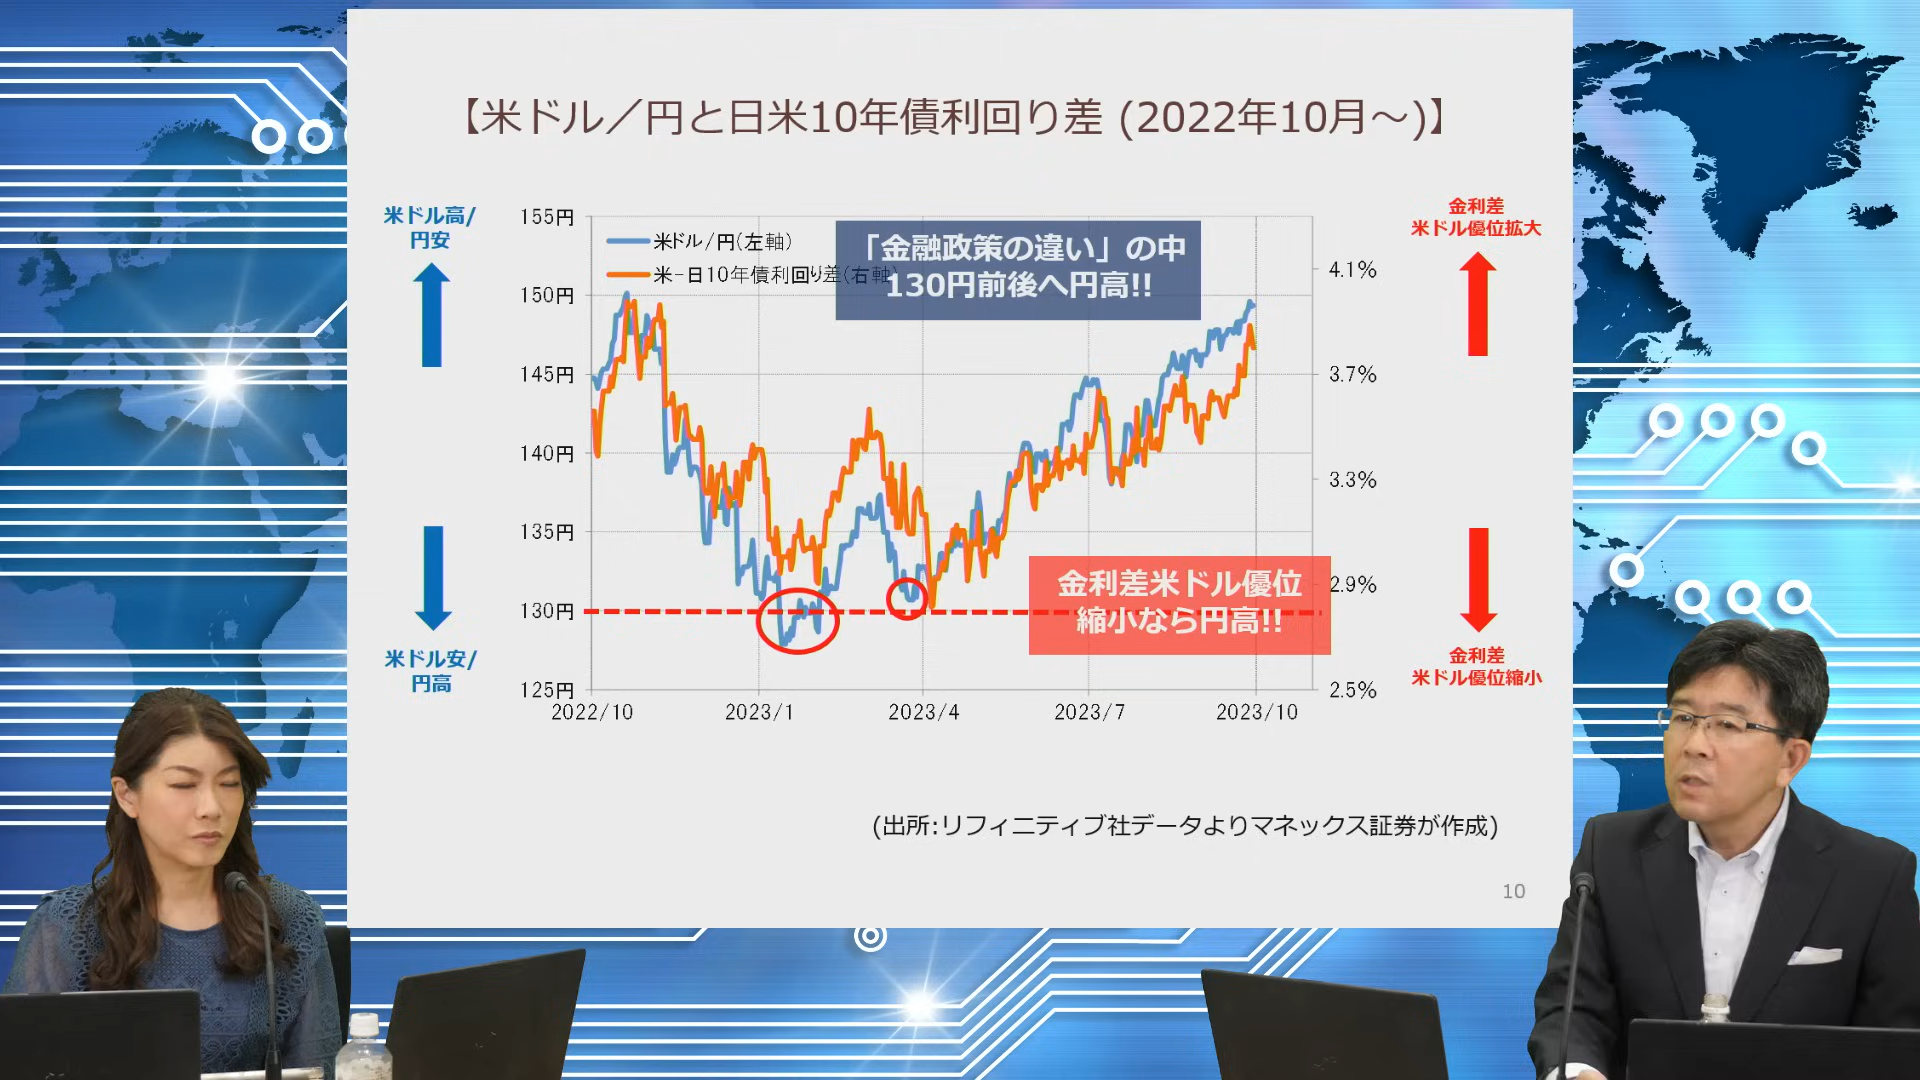 【米ドル／円と日米10年債利回り差 (2022年10月～)】
米ドル高/
円安
米ドル安/
円高
155円
150円
145円
140円
135円
130円
125円
米ドル/円(左軸)
米-日10年債利回り差(右軸)
「金融政策の違い」の中
130円前後へ円高!!
金利差米ドル優位
縮小なら円高!!
4.1%
3.7%
3.3%
2.9%
2.5%
2022/10
2023/1
2023/4
2023/7
2023/10
金利差
米ドル優位拡大
金利差
米ドル優位縮小
(出所:リフィニティブ社データよりマネックス証券が作成)
10